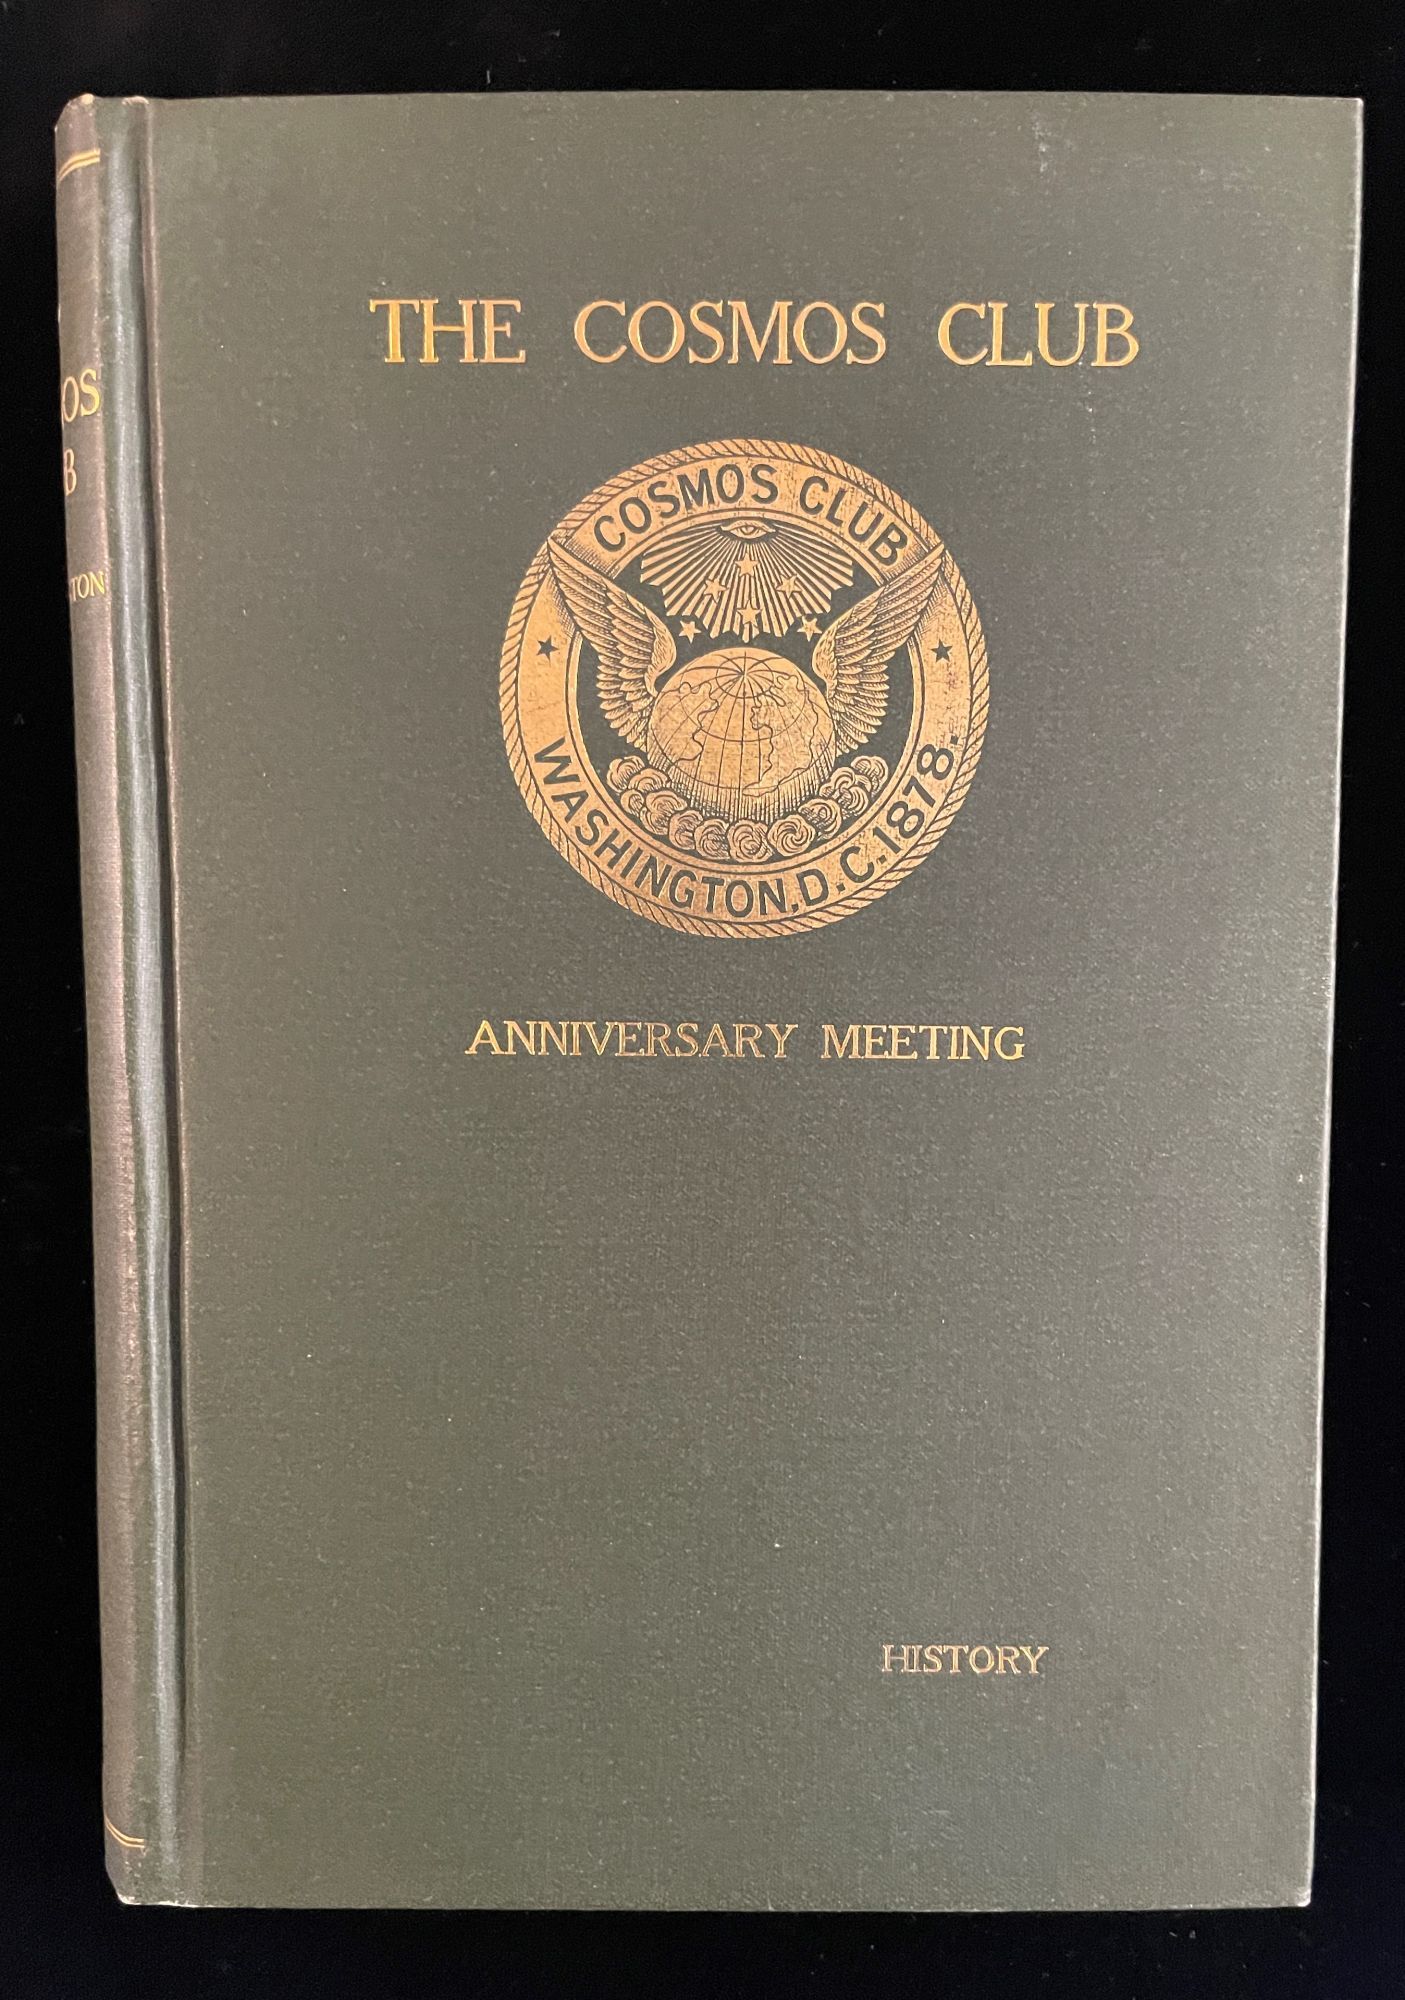 THE COSMOS CLUB
COSMOS CLUB
WASHINGTON, D.C. 1878.
ANNIVERSARY MEETING
HISTORY